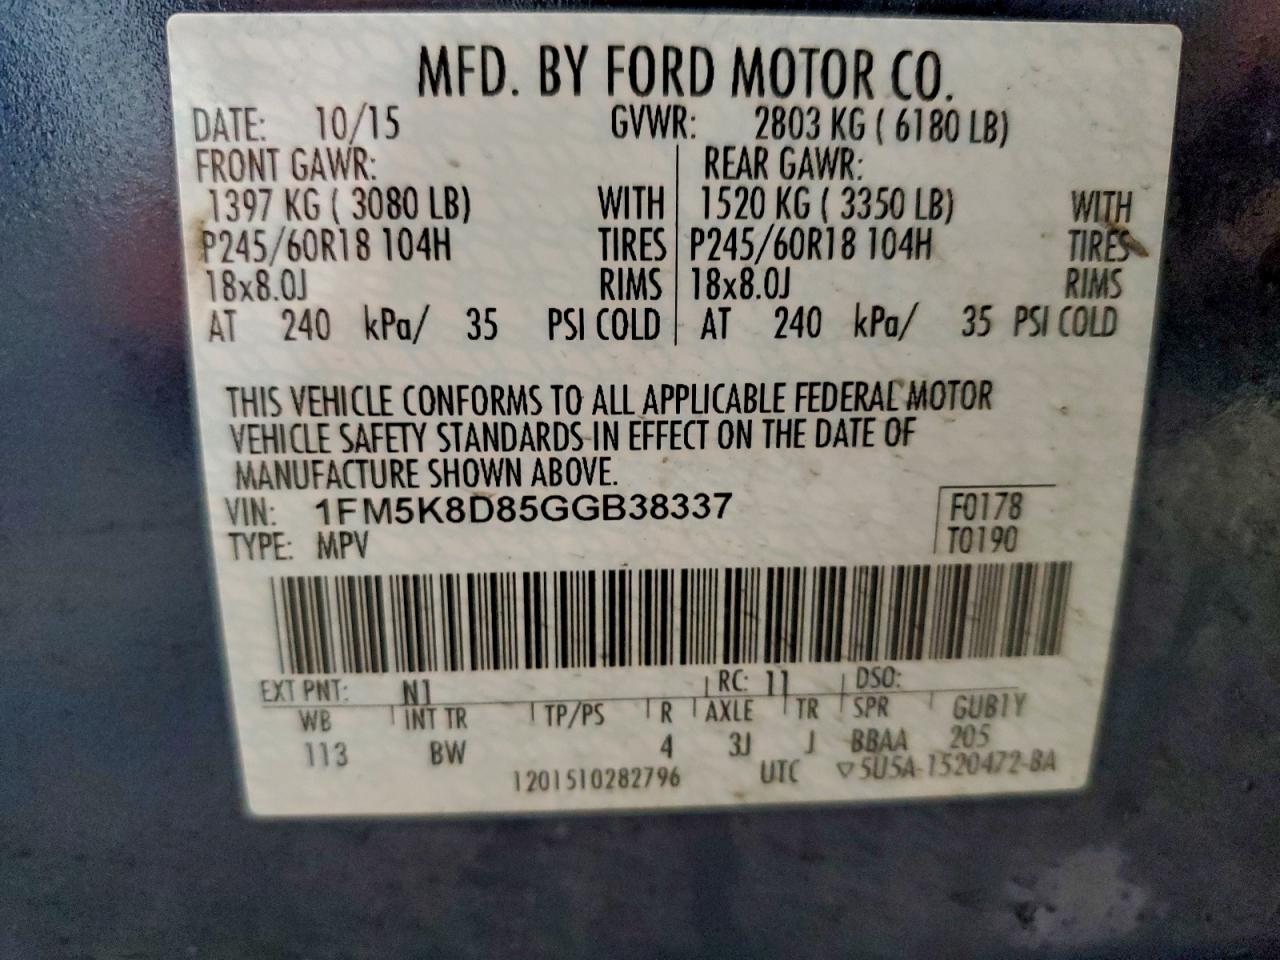 MFD. BY FORD MOTOR CO.
DATE: 10/15 GVWR: 2803 KG ( 6180 LB)
FRONT GAWR: REAR GAWR:
1397 KG ( 3080 LB) WITH 1520 KG ( 3350 LB) WITH
P245/60R18 104H TIRES P245/60R18 104H TIRES
18x8.0J RIMS 18x8.0J RIMS
AT 240 kPa/ 35 PSI COLD AT 240 kPa/ 35 PSI COLD
THIS VEHICLE CONFORMS TO ALL APPLICABLE FEDERAL MOTOR
VEHICLE SAFETY STANDARDS IN EFFECT ON THE DATE OF
MANUFACTURE SHOWN ABOVE.
VIN: 1FM5K8D85GGB38337 F0178
TYPE: MPV T0190
EXT PNT: N1 RC: 11 DSO:
WB INT TR TP/PS R AXLE TR SPR GUB1Y
113 BW 4 3J J BBAA 205
1201510282796 UTC ▽5U5A-1520472-BA